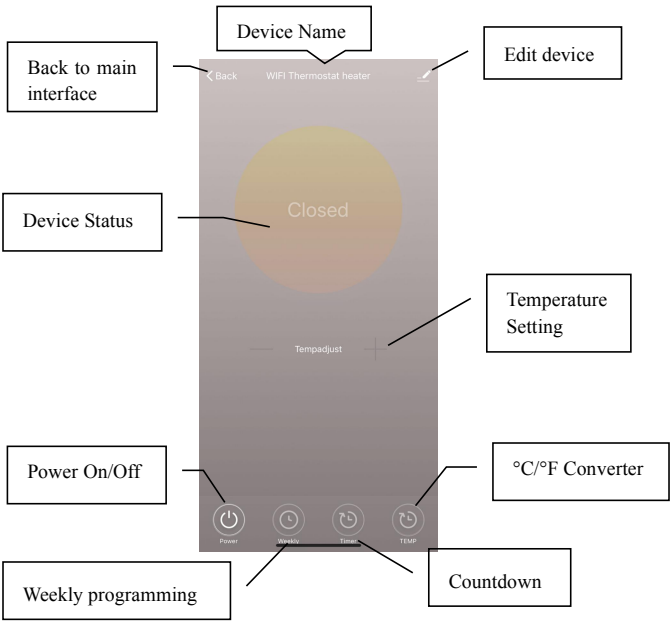 Device Name
Edit device
Back to main
interface
Back
WIFI Thermostat heater
Closed
Device Status
Temperature
Setting
Tempadjust
Power On/Off
°C/°F Converter
Power
Weekly
Timer
TEMP
Weekly programming
Countdown